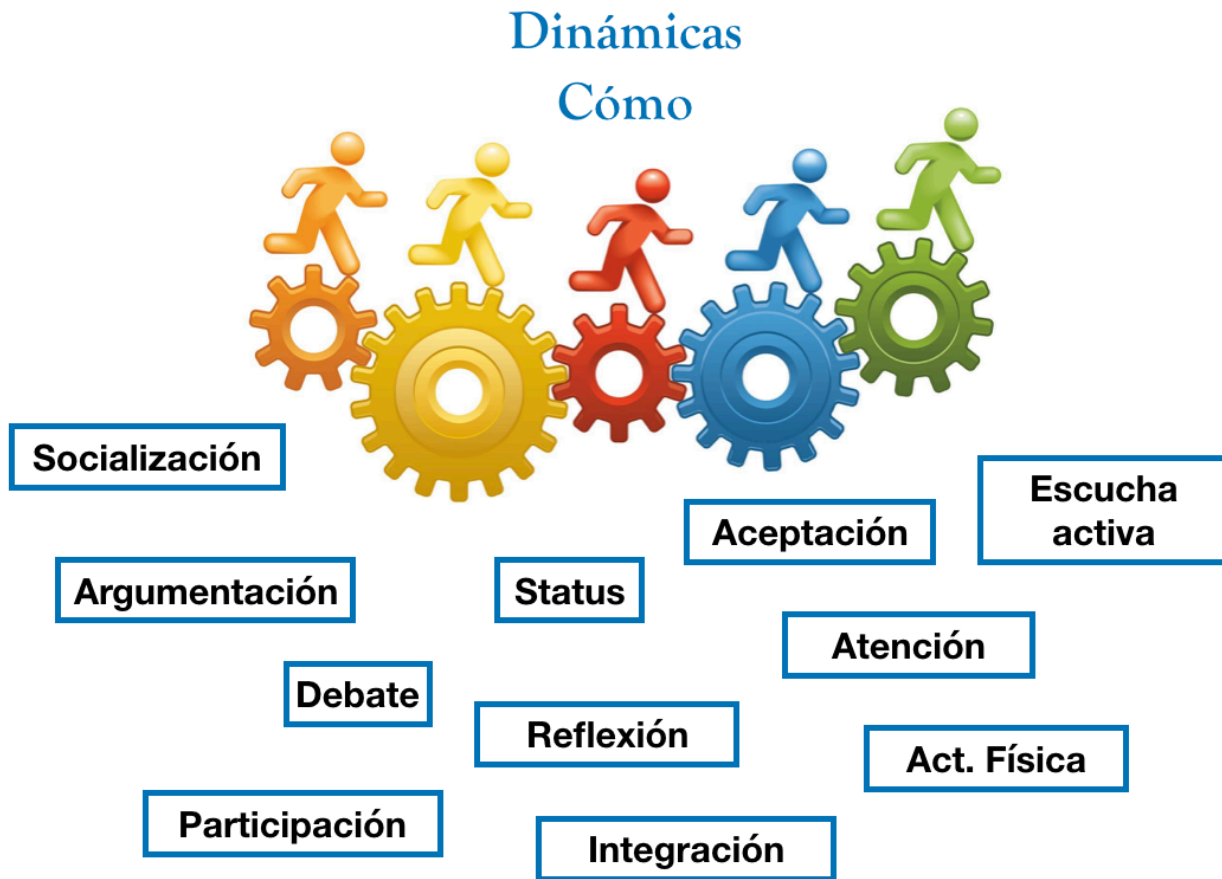 Dinámicas
Cómo
Socialización
Escucha
activa
Aceptación
Argumentación
Status
Atención
Debate
Reflexión
Act. Física
Participación
Integración